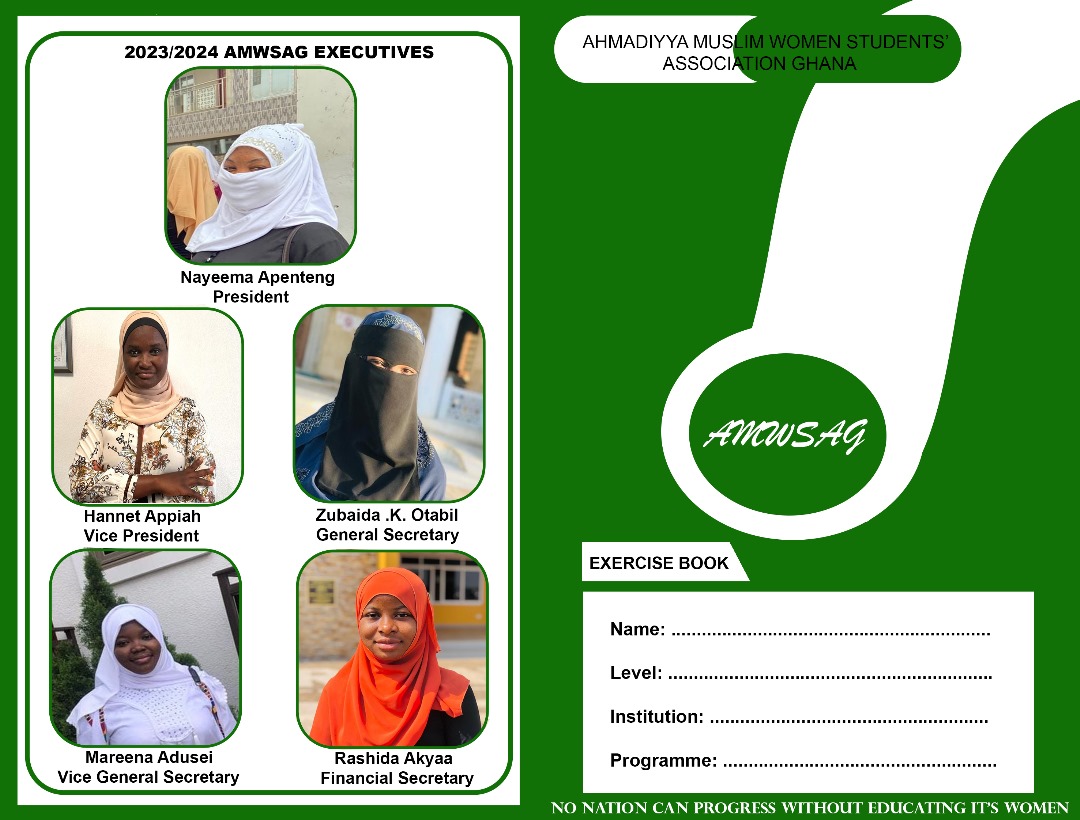 2023/2024 AMWSAG EXECUTIVES
Nayeema Apenteng
President
Hannet Appiah
Vice President
Zubaida .K. Otabil
General Secretary
Mareena Adusei
Vice General Secretary
Rashida Akyaa
Financial Secretary
AHMADIYYA MUSLIM WOMEN STUDENTS'
ASSOCIATION GHANA
AMWSAG
EXERCISE BOOK
Name: ...............................................................
Level: ................................................................
Institution: .......................................................
Programme: ......................................................
NO NATION CAN PROGRESS WITHOUT EDUCATING IT'S WOMEN